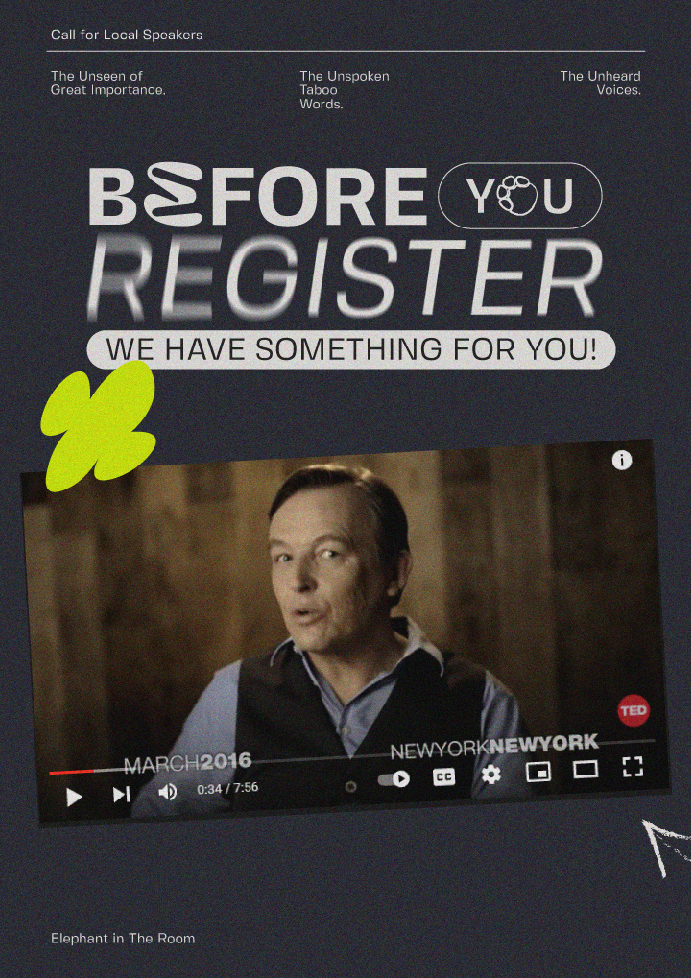 Call for Local Speakers
The Unseen of
Great Importance.
The Unspoken
Taboo
Words.
The Unheard
Voices.
BEFORE YOU
REGISTER
WE HAVE SOMETHING FOR YOU!
i
TED
MARCH2016
NEWYORKNEWYORK
0:34 / 7:56
CC
Elephant in The Room